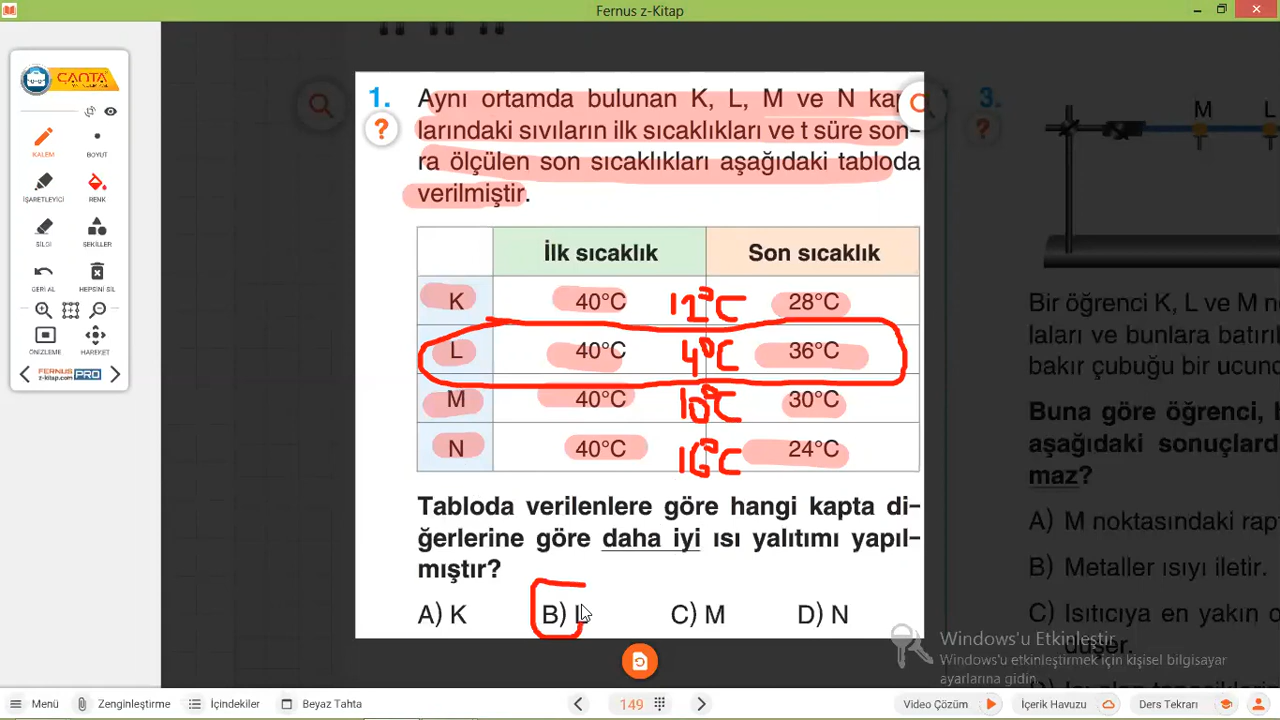 Fernus z-Kitap
ÇANTA
KALEM
BOYUT
İŞARETLEYİCİ
RENK
SİLGİ
SEKİLLER
GERİ AL
HEPSİNİ SİL
ÖNİZLEME
HAREKET
FERNUS
z-kitap.com
PRO
1.
Aynı ortamda bulunan K, L, M ve N kap
larındaki sıvıların ilk sıcaklıkları ve t süre son-
ra ölçülen son sıcaklıkları aşağıdaki tabloda
verilmiştir.
İlk sıcaklık Son sıcaklık
K 40°C 12°C 28°C
L 40°C 4°C 36°C
M 40°C 10°C 30°C
N 40°C 16°C 24°C
Tabloda verilenlere göre hangi kapta di-
ğerlerine göre daha iyi ısı yalıtımı yapıl-
mıştır?
A) K B) L C) M D) N
3.
M L
Bir öğrenci K, L ve M n
laları ve bunlara batırıl
bakır çubuğu bir ucund
Buna göre öğrenci,
aşağıdaki sonuçlard
maz?
A) M noktasındaki rap
B) Metaller ısıyı iletir.
C) Isıtıcıya en yakın o
düşer.
Windows'u Etkinleştir
Windows'u etkinleştirmek için kişisel bilgisayar
ayarlarına gidin.
Menü Zenginleştirme İçindekiler Beyaz Tahta 149 Video Çözüm İçerik Havuzu Ders Tekrarı